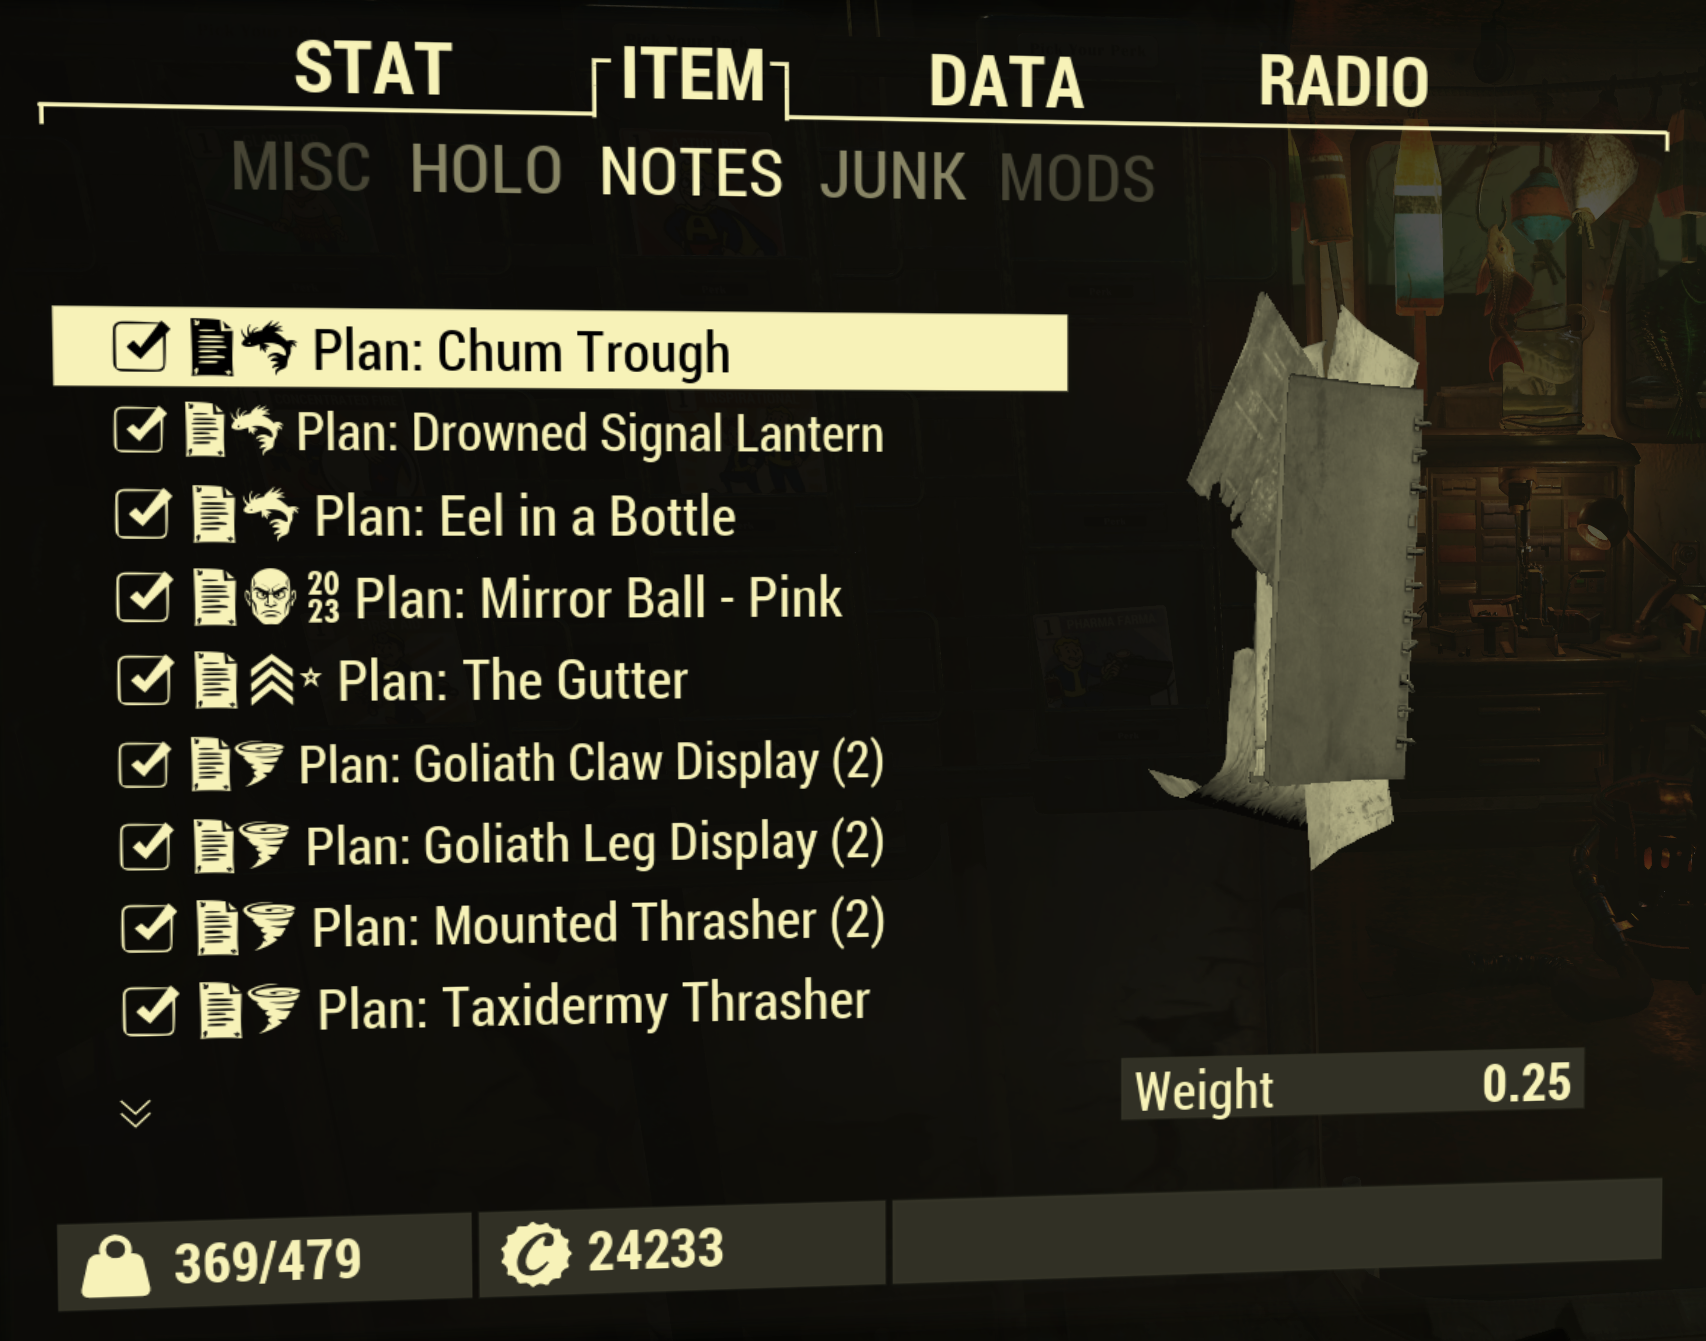 STAT ITEM DATA RADIO
MISC HOLO NOTES JUNK MODS
Plan: Chum Trough
Plan: Drowned Signal Lantern
Plan: Eel in a Bottle
20 23 Plan: Mirror Ball - Pink
Plan: The Gutter
Plan: Goliath Claw Display (2)
Plan: Goliath Leg Display (2)
Plan: Mounted Thrasher (2)
Plan: Taxidermy Thrasher
Weight 0.25
369/479 C 24233